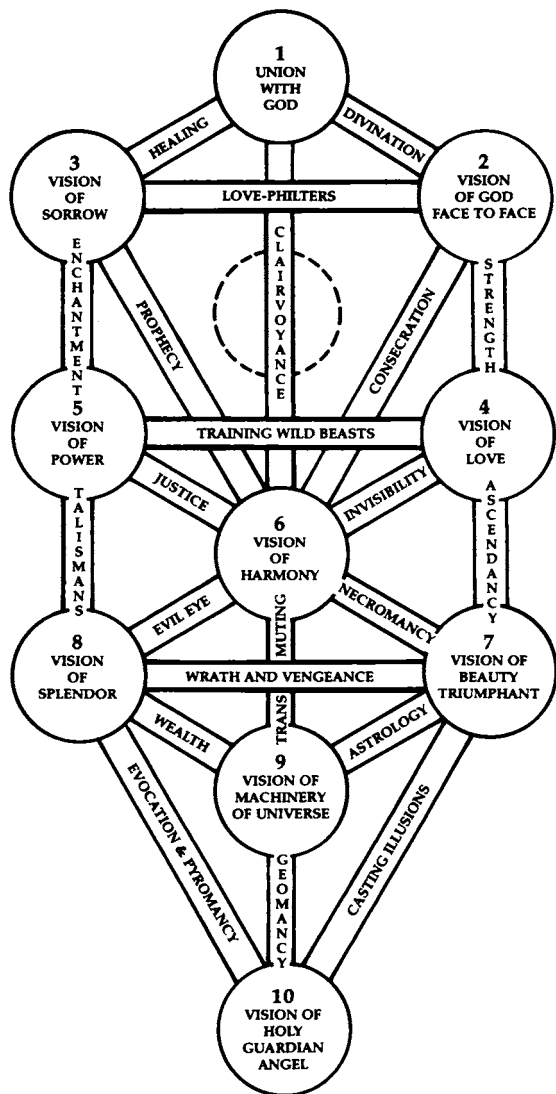 1
UNION
WITH
GOD
HEALING
DIVINATION
3
VISION
OF
SORROW
LOVE-PHILTERS
2
VISION
OF GOD
FACE TO FACE
ENCHANTMENT
PROPHECY
CLAIRVOYANCE
CONSECRATION
STRENGTH
5
VISION
OF
POWER
TRAINING WILD BEASTS
4
VISION
OF
LOVE
TALISMANS
JUSTICE
6
VISION
OF
HARMONY
INVISIBILITY
ASCENDANCY
EVIL EYE
TRANS MUTING
NECROMANCY
8
VISION
OF
SPLENDOR
WRATH AND VENGEANCE
7
VISION OF
BEAUTY
TRIUMPHANT
WEALTH
ASTROLOGY
9
VISION OF
MACHINERY
OF UNIVERSE
EVOCATION & PYROMANCY
GEOMANCY
CASTING ILLUSIONS
10
VISION OF
HOLY
GUARDIAN
ANGEL